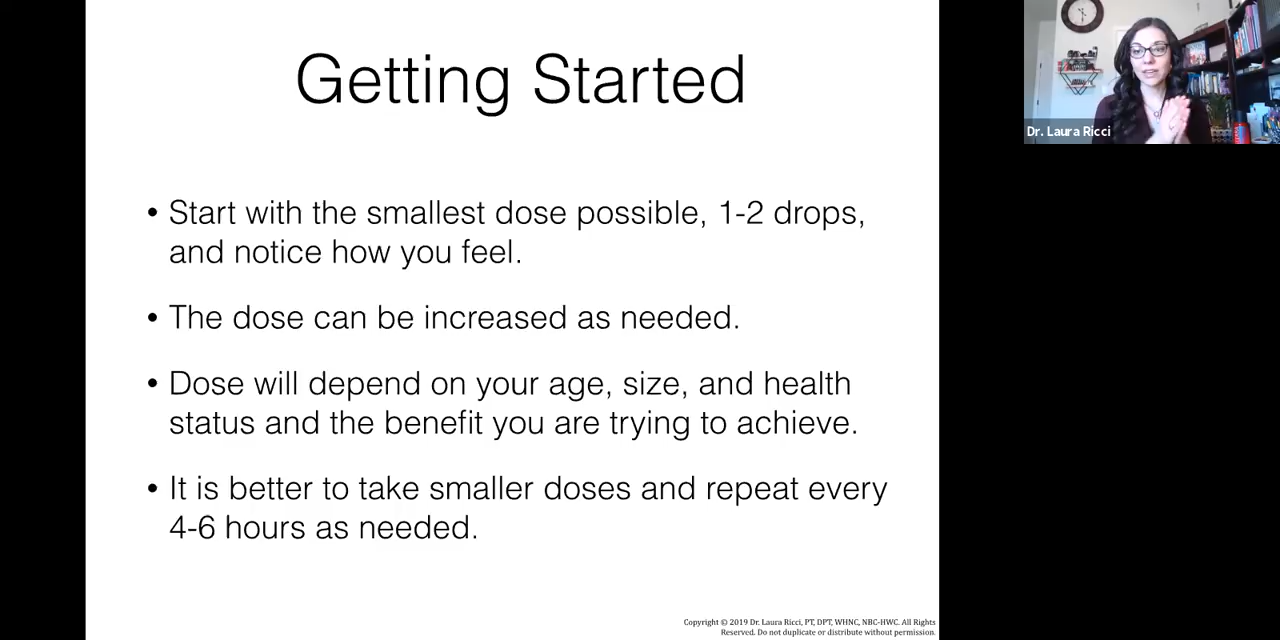 Getting Started
• Start with the smallest dose possible, 1-2 drops,
and notice how you feel.
• The dose can be increased as needed.
• Dose will depend on your age, size, and health
status and the benefit you are trying to achieve.
• It is better to take smaller doses and repeat every
4-6 hours as needed.
Copyright © 2019 Dr. Laura Ricci, PT, DPT, WHNC, NBC-HWC. All Rights
Reserved. Do not duplicate or distribute without permission.
Dr. Laura Ricci